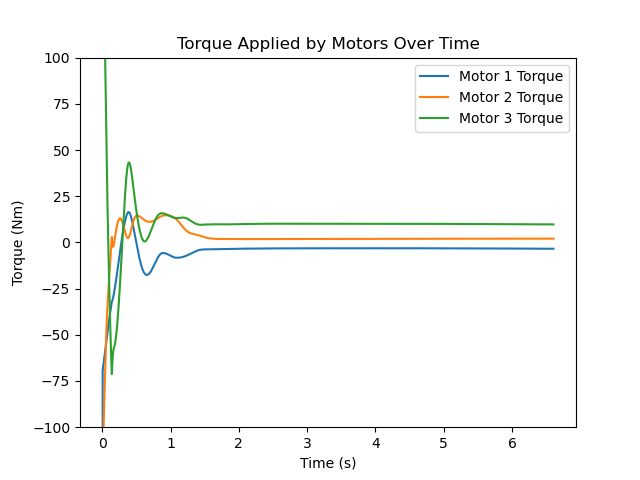 Torque Applied by Motors Over Time
Motor 1 Torque
Motor 2 Torque
Motor 3 Torque
Torque (Nm)
100
75
50
25
0
−25
−50
−75
−100
0 1 2 3 4 5 6
Time (s)